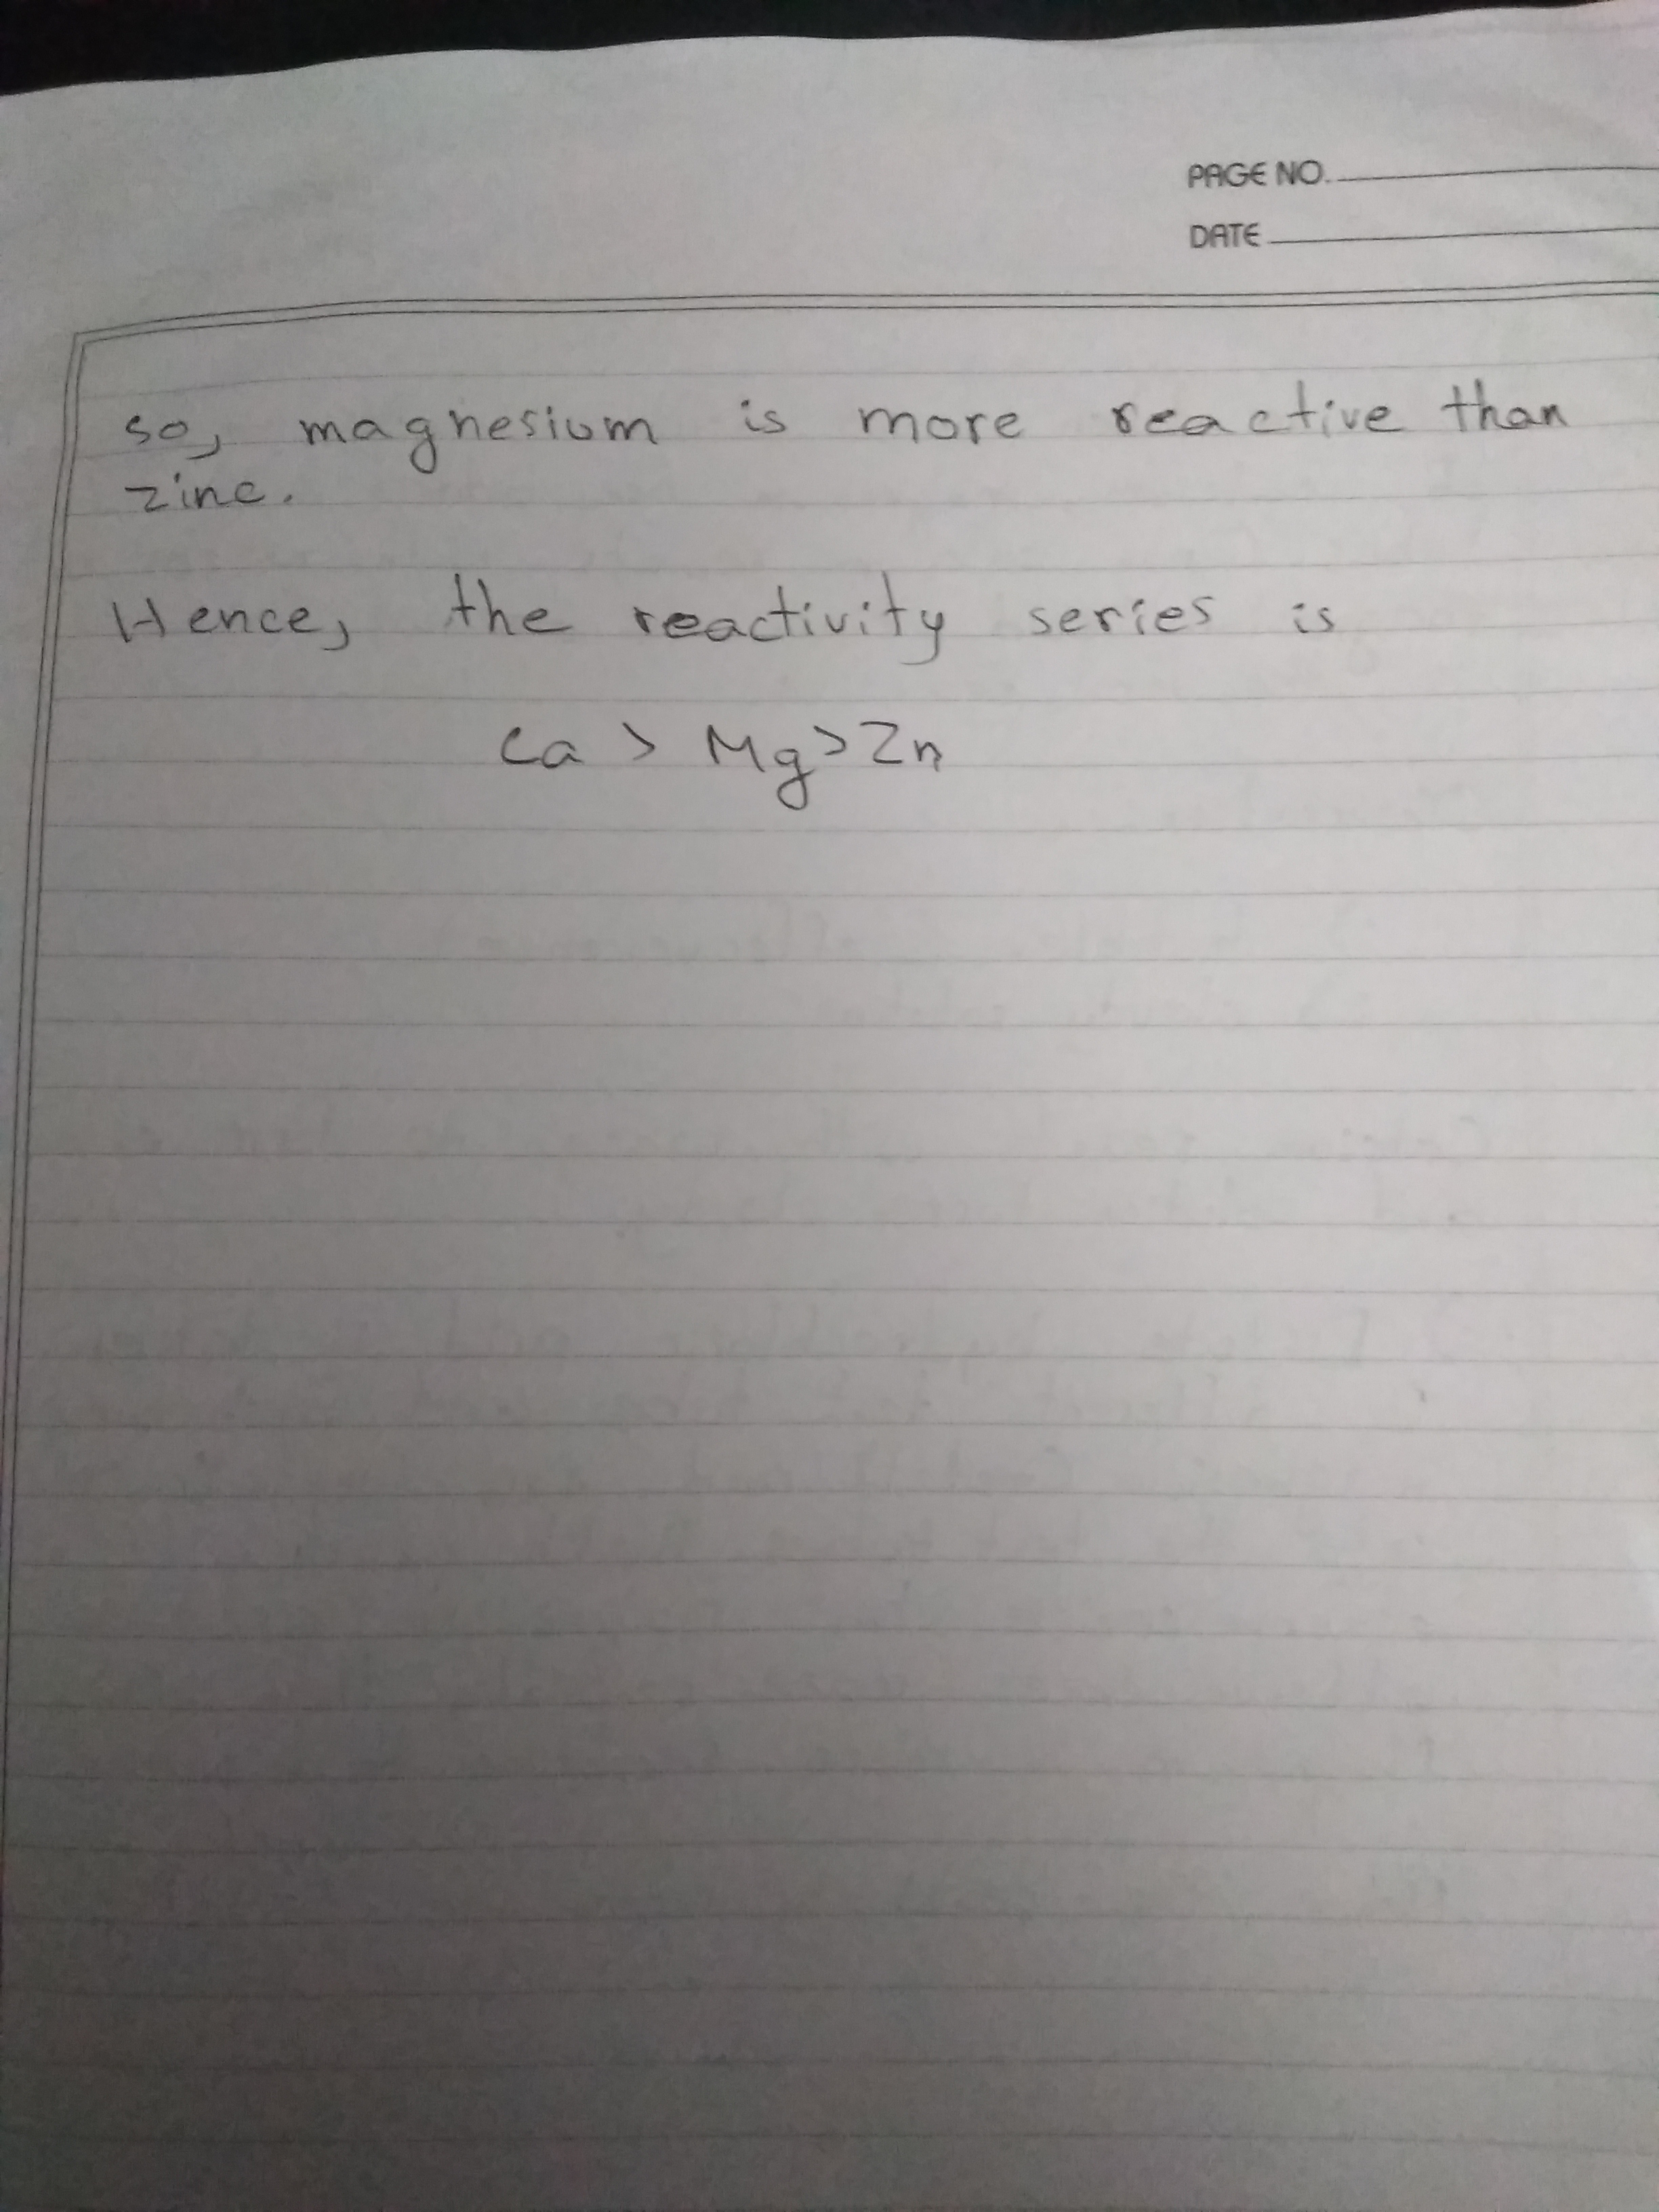 PAGE NO.
DATE
so, magnesium is more reactive than
zinc.
Hence, the reactivity series is
Ca > Mg > Zn